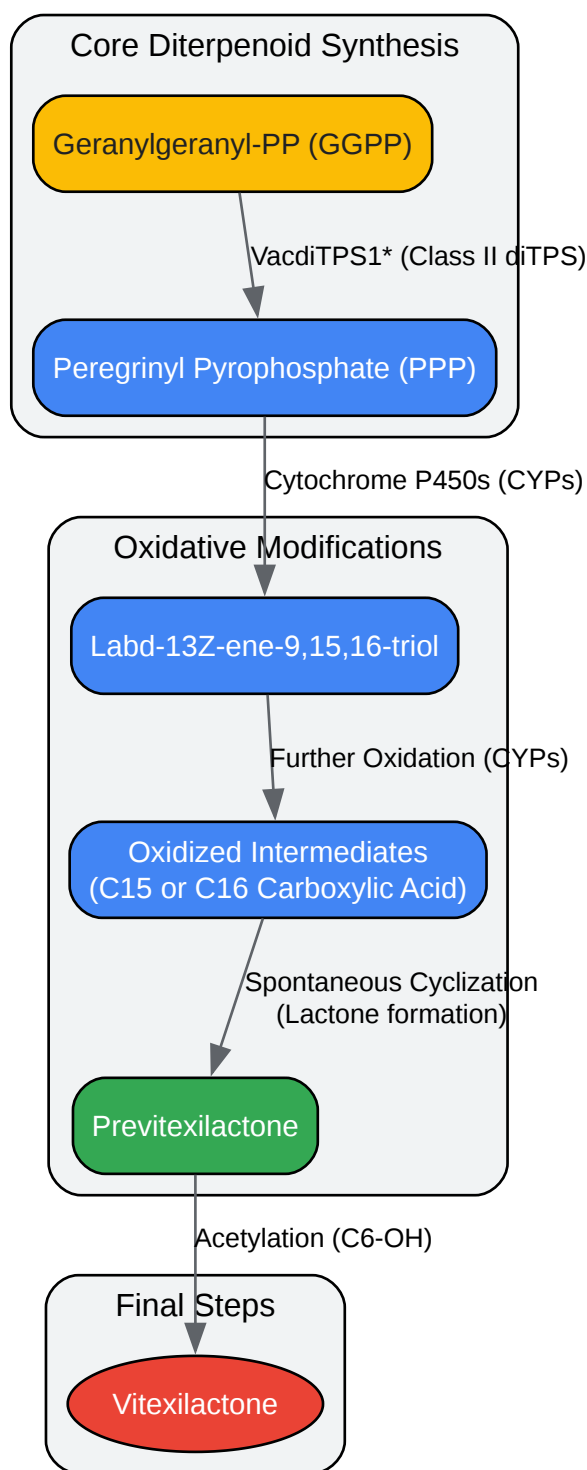 Core Diterpenoid Synthesis
Geranylgeranyl-PP (GGPP)
VacdiTPS1* (Class II diTPS)
Peregrinyl Pyrophosphate (PPP)
Cytochrome P450s (CYPs)
Oxidative Modifications
Labd-13Z-ene-9,15,16-triol
Further Oxidation (CYPs)
Oxidized Intermediates
(C15 or C16 Carboxylic Acid)
Spontaneous Cyclization
(Lactone formation)
Previtexilactone
Acetylation (C6-OH)
Final Steps
Vitexilactone